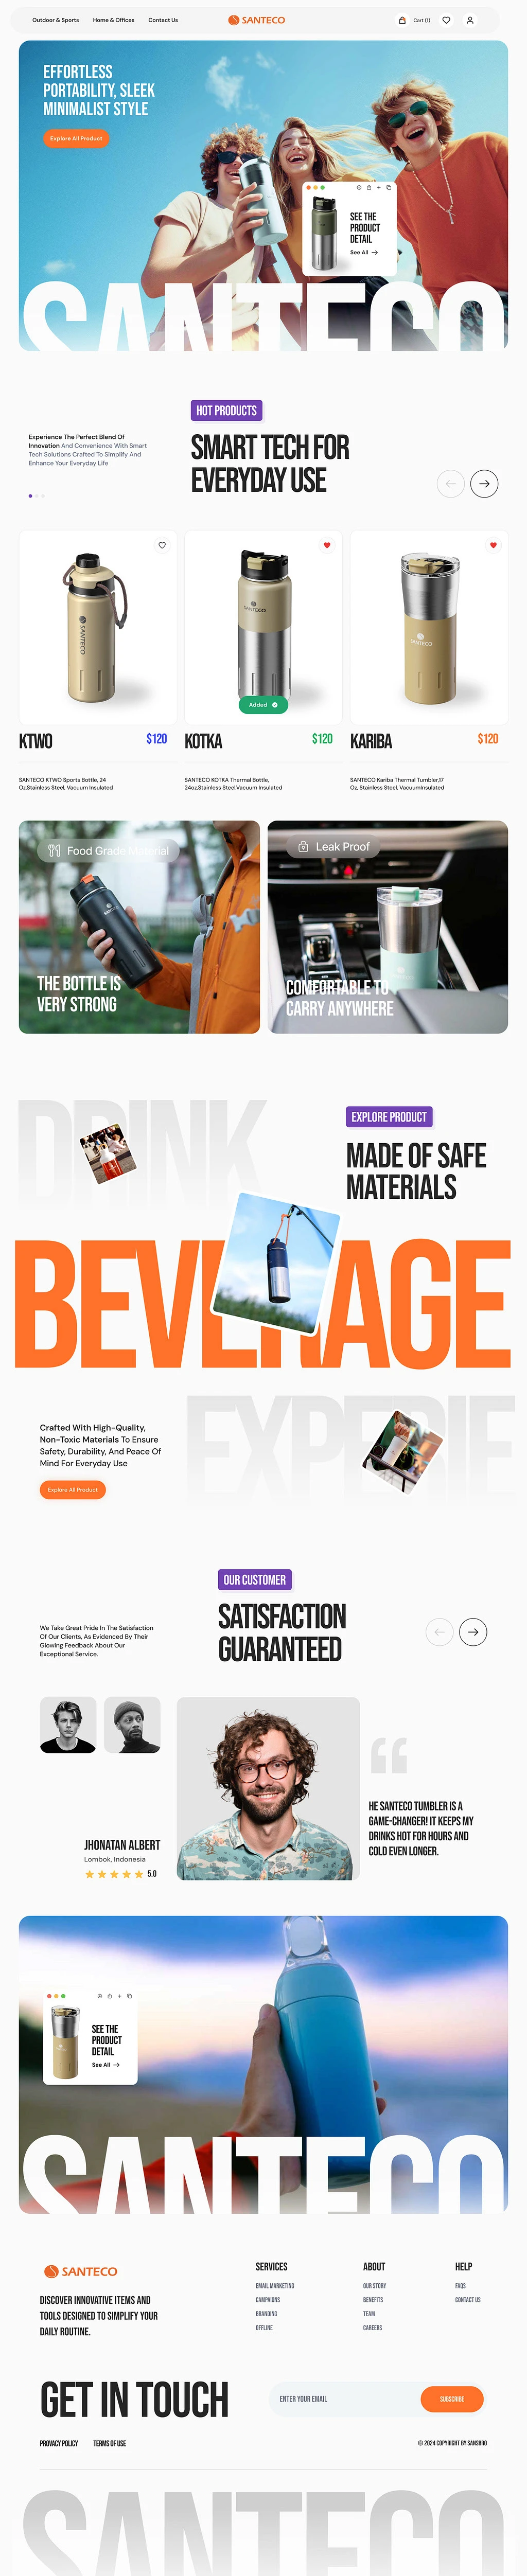 Outdoor & Sports
Home & Offices
Contact Us
SANTECO
Cart (1)
EFFORTLESS
PORTABILITY, SLEEK
MINIMALIST STYLE
Explore All Product
SEE THE
PRODUCT
DETAIL
See All
SANTECO
HOT PRODUCTS
Experience The Perfect Blend Of
Innovation And Convenience With Smart
Tech Solutions Crafted To Simplify And
Enhance Your Everyday Life
SMART TECH FOR
EVERYDAY USE
SANTECO
SANTECO
SANTECO
Added
KTWO
$120
KOTKA
$120
KARIBA
$120
SANTECO KTWO Sports Bottle, 24
Oz,Stainless Steel, Vacuum Insulated
SANTECO KOTKA Thermal Bottle,
24oz,Stainless Steel,Vacuum Insulated
SANTECO Kariba Thermal Tumbler,17
Oz, Stainless Steel, VacuumInsulated
Food Grade Material
THE BOTTLE IS
VERY STRONG
Leak Proof
COMFORTABLE TO
CARRY ANYWHERE
DRINK
EXPLORE PRODUCT
MADE OF SAFE
MATERIALS
BEVERAGE
EXPERIE
Crafted With High-Quality,
Non-Toxic Materials To Ensure
Safety, Durability, And Peace Of
Mind For Everyday Use
Explore All Product
OUR CUSTOMER
We Take Great Pride In The Satisfaction
Of Our Clients, As Evidenced By Their
Glowing Feedback About Our
Exceptional Service.
SATISFACTION
GUARANTEED
“
HE SANTECO TUMBLER IS A
GAME-CHANGER! IT KEEPS MY
DRINKS HOT FOR HOURS AND
COLD EVEN LONGER.
JHONATAN ALBERT
Lombok, Indonesia
5.0
SEE THE
PRODUCT
DETAIL
See All
SANTECO
SANTECO
DISCOVER INNOVATIVE ITEMS AND
TOOLS DESIGNED TO SIMPLIFY YOUR
DAILY ROUTINE.
SERVICES
EMAIL MARKETING
CAMPAIGNS
BRANDING
OFFLINE
ABOUT
OUR STORY
BENEFITS
TEAM
CAREERS
HELP
FAQS
CONTACT US
GET IN TOUCH
ENTER YOUR EMAIL
SUBSCRIBE
PROVACY POLICY
TERMS OF USE
© 2024 COPYRIGHT BY SANSBRO
SANTECO